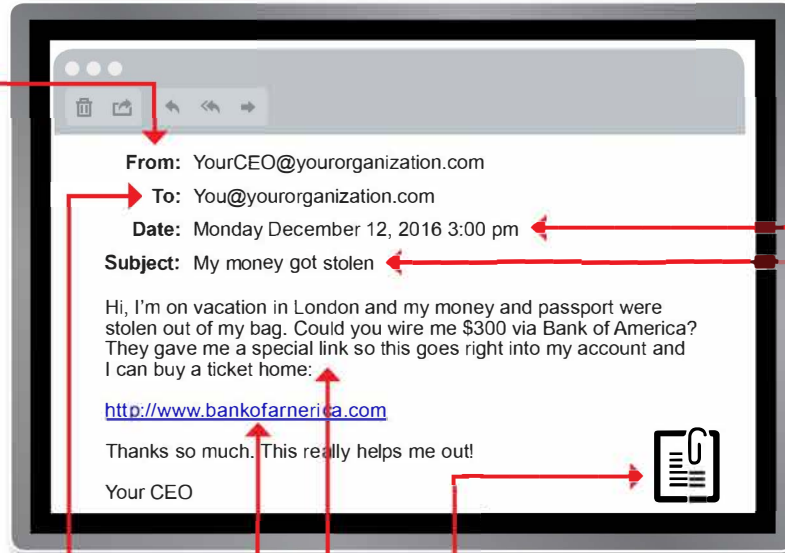 From: YourCEO@yourorganization.com
To: You@yourorganization.com
Date: Monday December 12, 2016 3:00 pm
Subject: My money got stolen
Hi, I'm on vacation in London and my money and passport were
stolen out of my bag. Could you wire me $300 via Bank of America?
They gave me a special link so this goes right into my account and
I can buy a ticket home:
http://www.bankofarnerica.com
Thanks so much. This really helps me out!
Your CEO